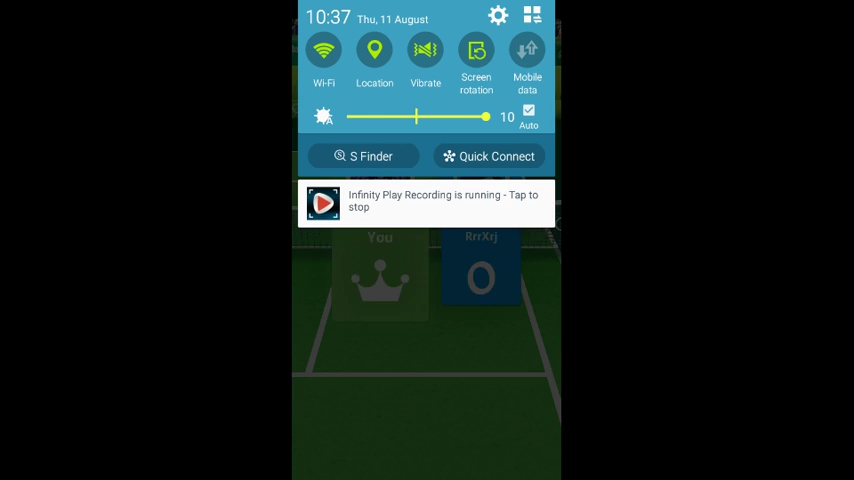 10:37 Thu, 11 August
Wi-Fi
Location
Vibrate
Screen
rotation
Mobile
data
A
10
Auto
S Finder
Quick Connect
Infinity Play Recording is running - Tap to
stop
You
RrrXrj
0